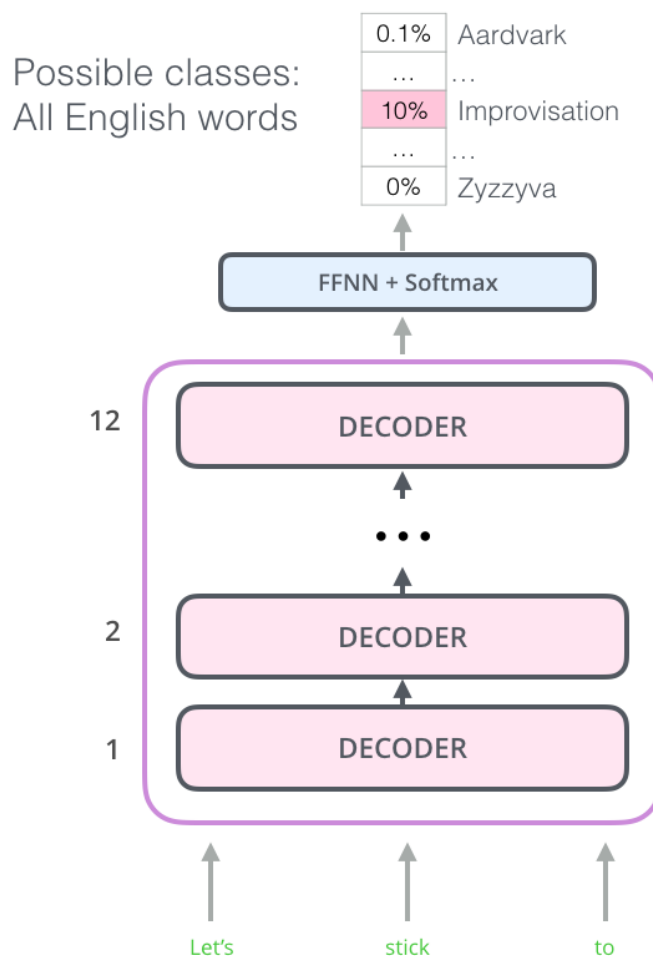 Possible classes:
All English words
0.1% Aardvark
... ...
10% Improvisation
... ...
0% Zyzzyva
FFNN + Softmax
12 DECODER
• • •
2 DECODER
1 DECODER
Let's stick to